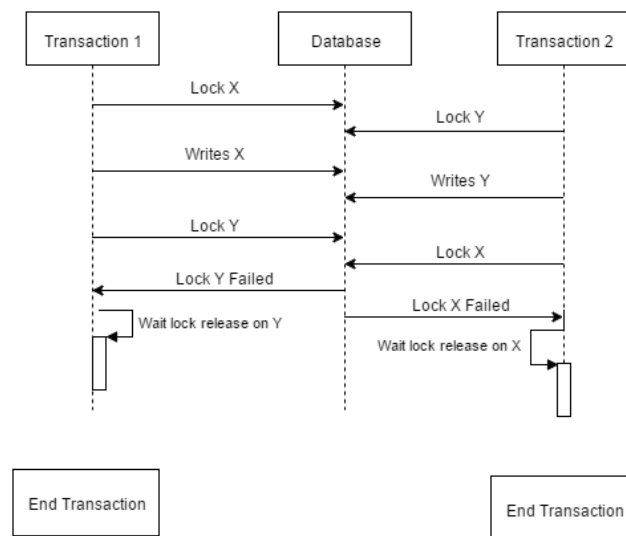 Transaction 1
Database
Transaction 2
Lock X
Lock Y
Writes X
Writes Y
Lock Y
Lock X
Lock Y Failed
Lock X Failed
Wait lock release on Y
Wait lock release on X
End Transaction
End Transaction